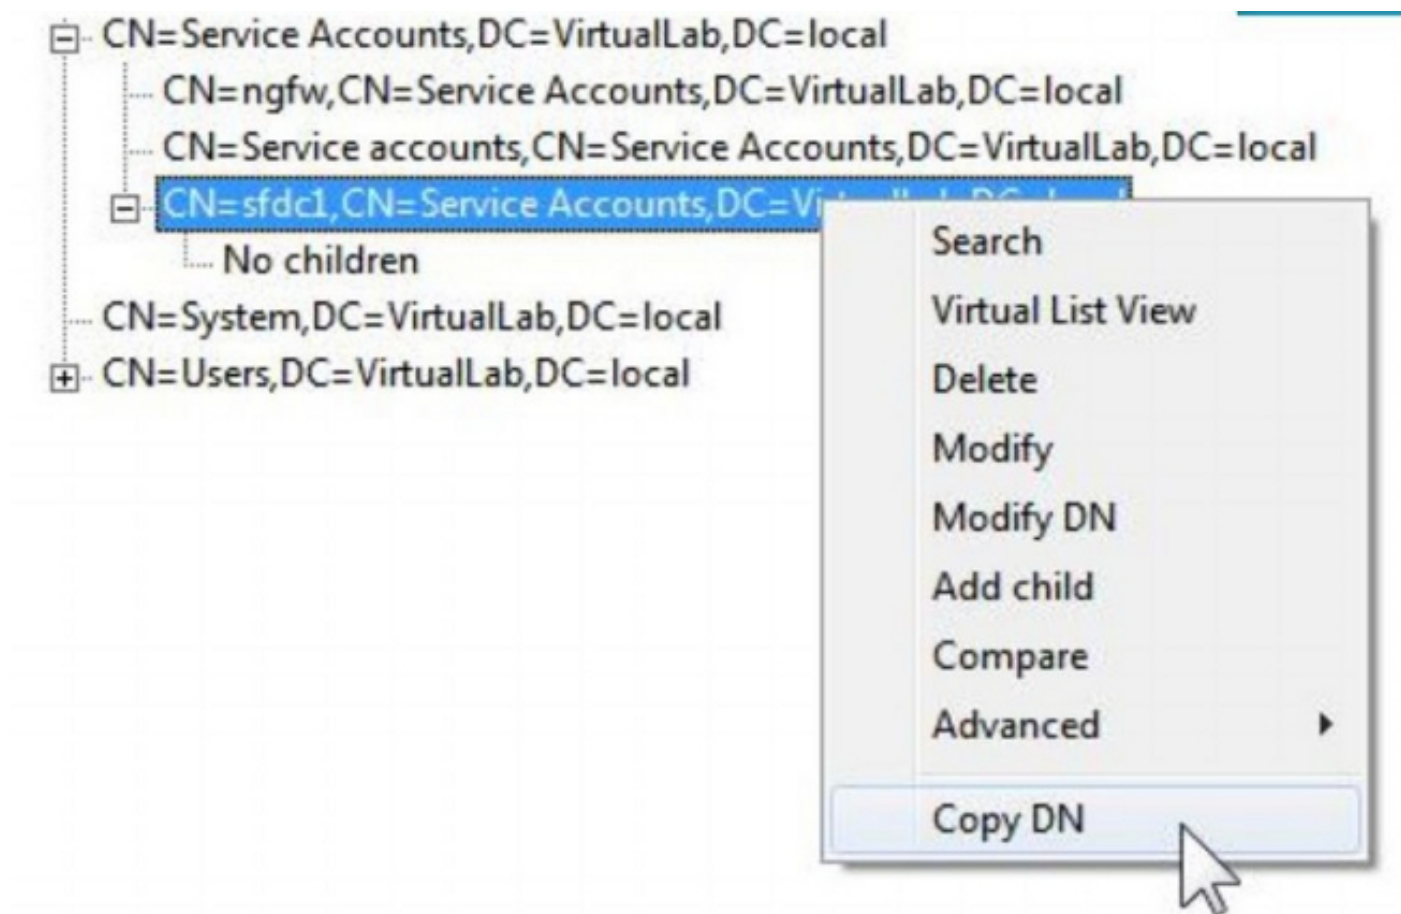 CN=Service Accounts,DC=VirtualLab,DC=local
CN=ngfw,CN=Service Accounts,DC=VirtualLab,DC=local
CN=Service accounts,CN=Service Accounts,DC=VirtualLab,DC=local
CN=sfdc1,CN=Service Accounts,DC=
No children
CN=System,DC=VirtualLab,DC=local
CN=Users,DC=VirtualLab,DC=local
Search
Virtual List View
Delete
Modify
Modify DN
Add child
Compare
Advanced
Copy DN